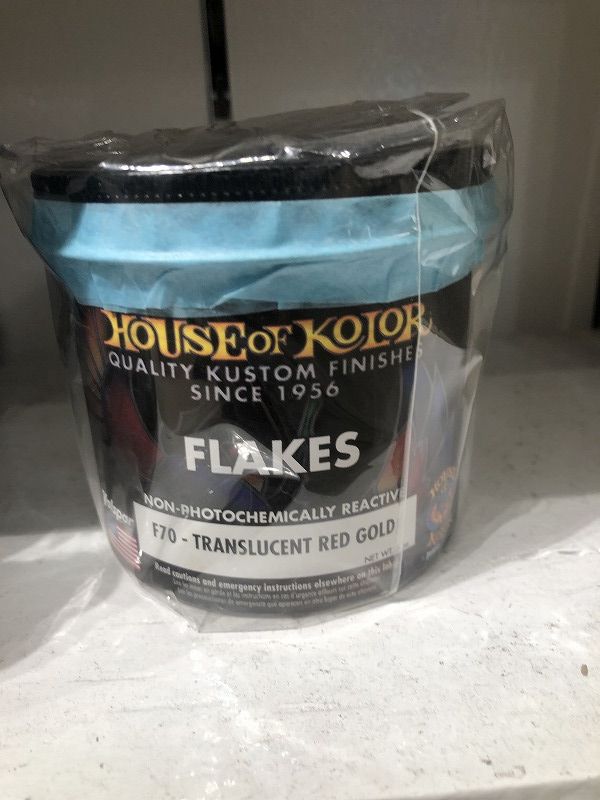 HOUSE OF KOLOR
QUALITY KUSTOM FINISHES
SINCE 1956
FLAKES
NON-PHOTOCHEMICALLY REACTIVE
Valspar
F70 - TRANSLUCENT RED GOLD
NET WT.
Read cautions and emergency instructions elsewhere on this label